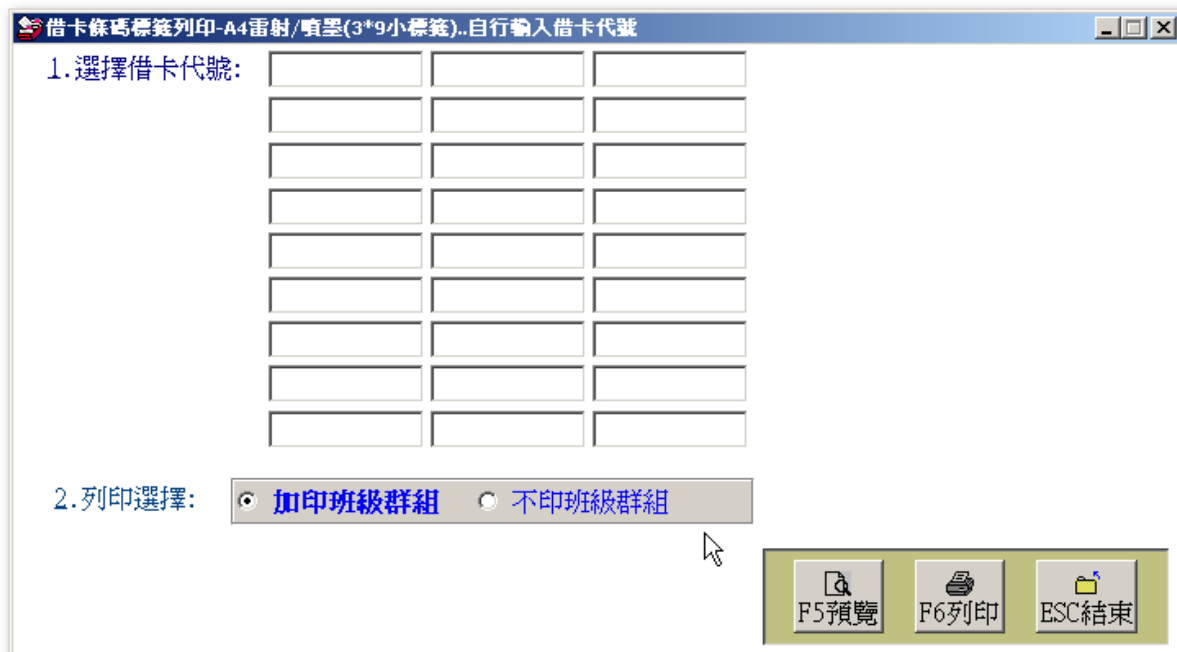 借卡條碼標籤列印-A4雷射/噴墨(3*9小標籤)..自行輸入借卡代號
1.選擇借卡代號:
2.列印選擇: 加印班級群組 不印班級群組
F5預覽 F6列印 ESC結束